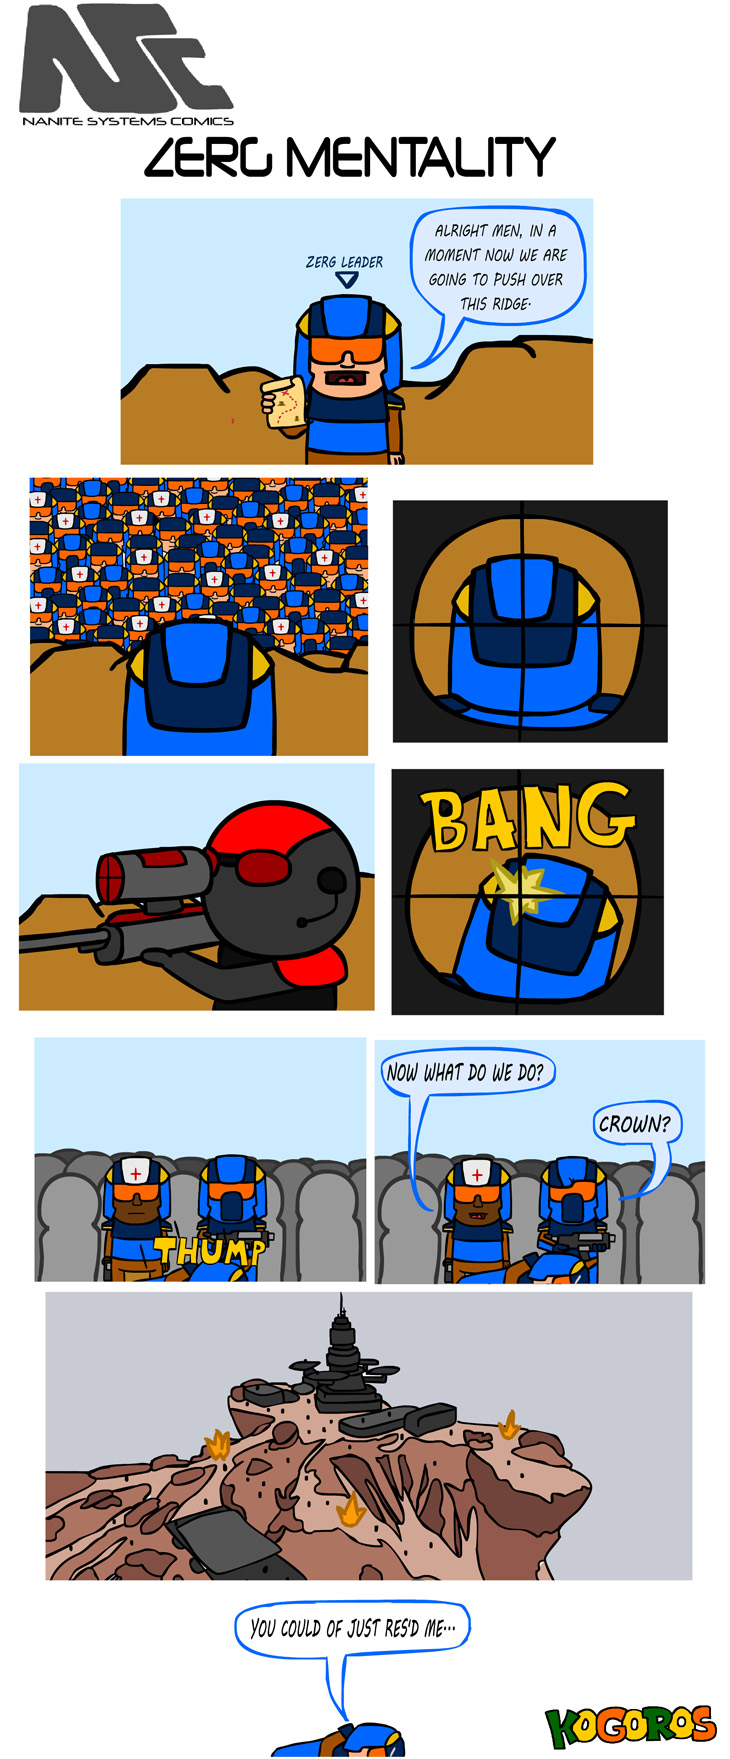 NSC
NANITE SYSTEMS COMICS
ZERG MENTALITY
ZERG LEADER
ALRIGHT MEN, IN A
MOMENT NOW WE ARE
GOING TO PUSH OVER
THIS RIDGE.
BANG
THUMP
NOW WHAT DO WE DO?
CROWN?
YOU COULD OF JUST RES'D ME...
KOGOROS